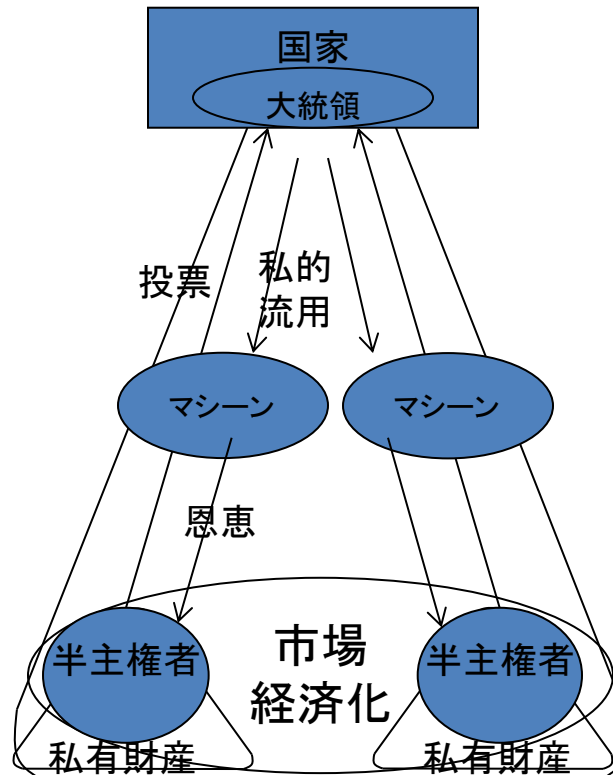 国家
大統領
投票
私的
流用
マシーン
マシーン
恩恵
半主権者
市場
経済化
半主権者
私有財産
私有財産